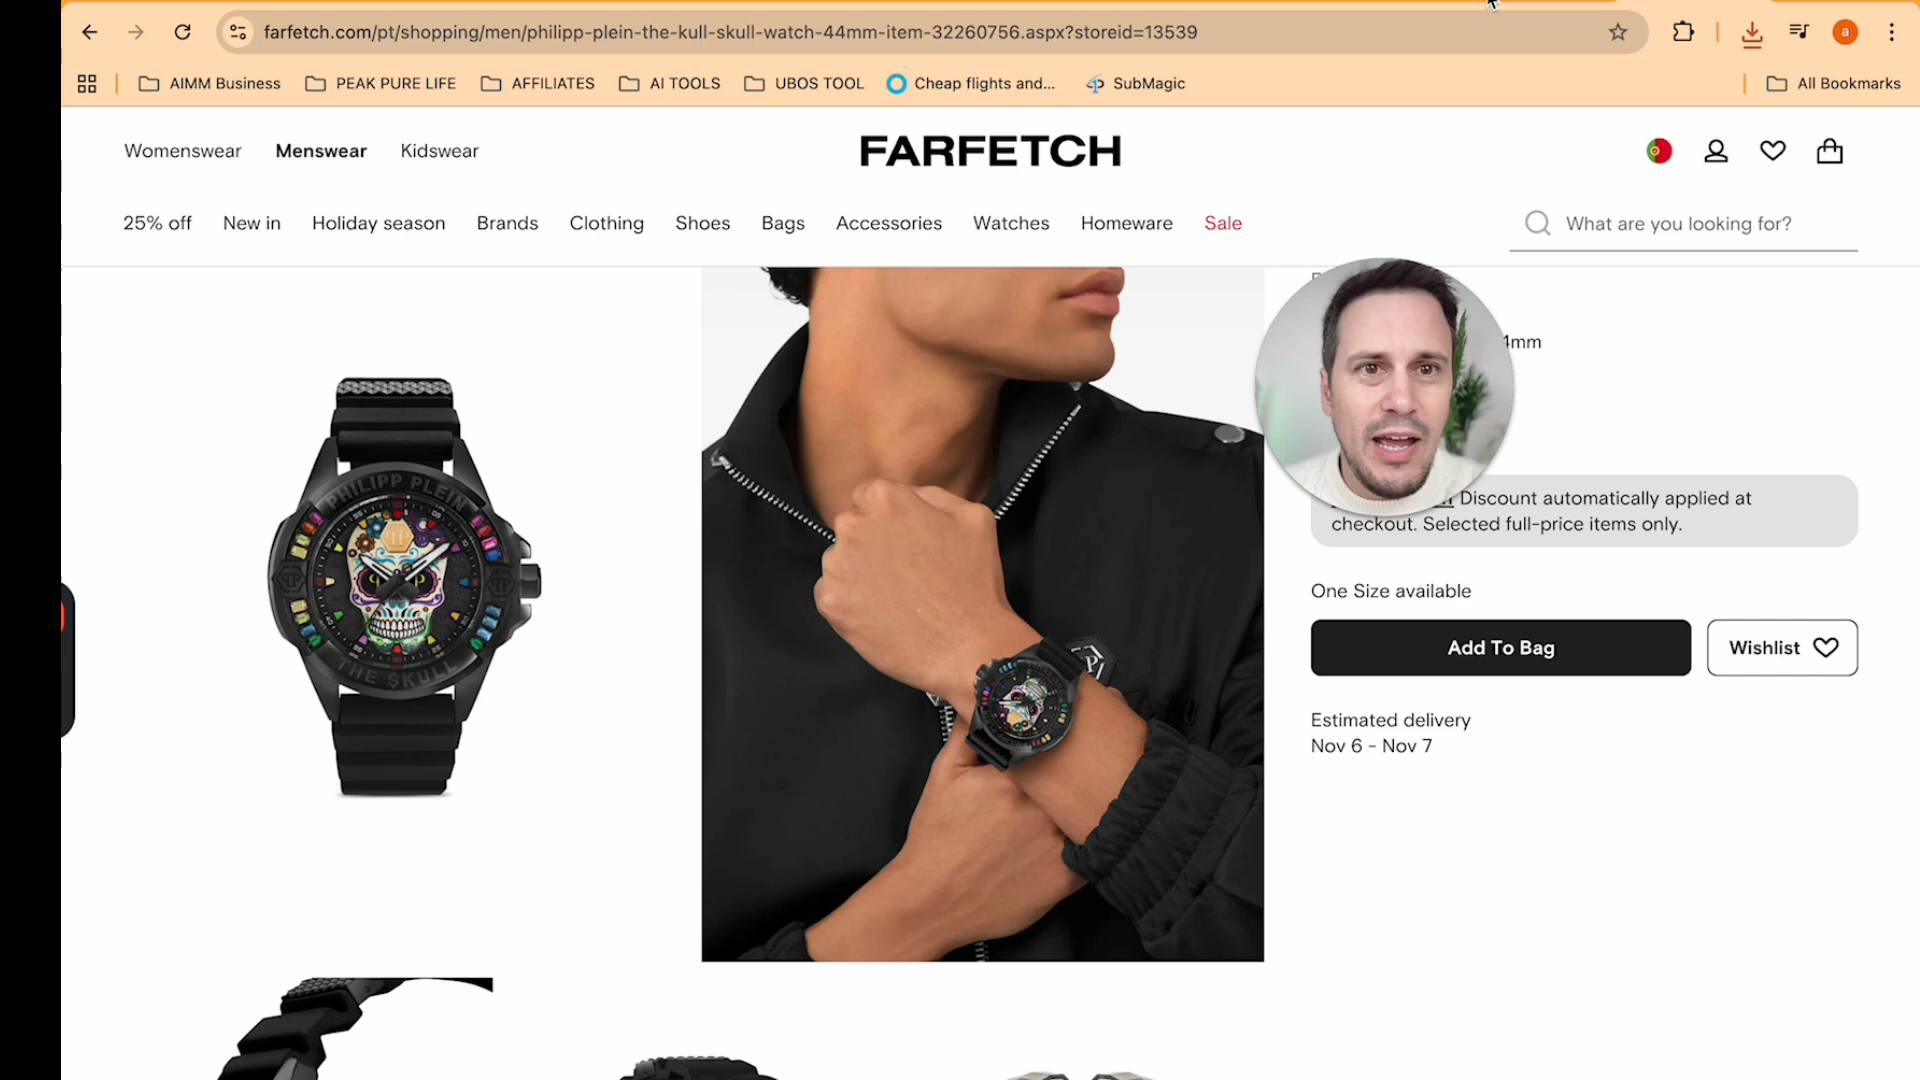 farfetch.com/pt/shopping/men/philipp-plein-the-kull-skull-watch-44mm-item-32260756.aspx?storeid=13539
a
AIMM Business
PEAK PURE LIFE
AFFILIATES
AI TOOLS
UBOS TOOL
Cheap flights and...
SubMagic
All Bookmarks
Womenswear
Menswear
Kidswear
FARFETCH
25% off
New in
Holiday season
Brands
Clothing
Shoes
Bags
Accessories
Watches
Homeware
Sale
What are you looking for?
4mm
PHILIPP PLEIN
THE $KULL
Discount automatically applied at
checkout. Selected full-price items only.
One Size available
Add To Bag
Wishlist
Estimated delivery
Nov 6 - Nov 7